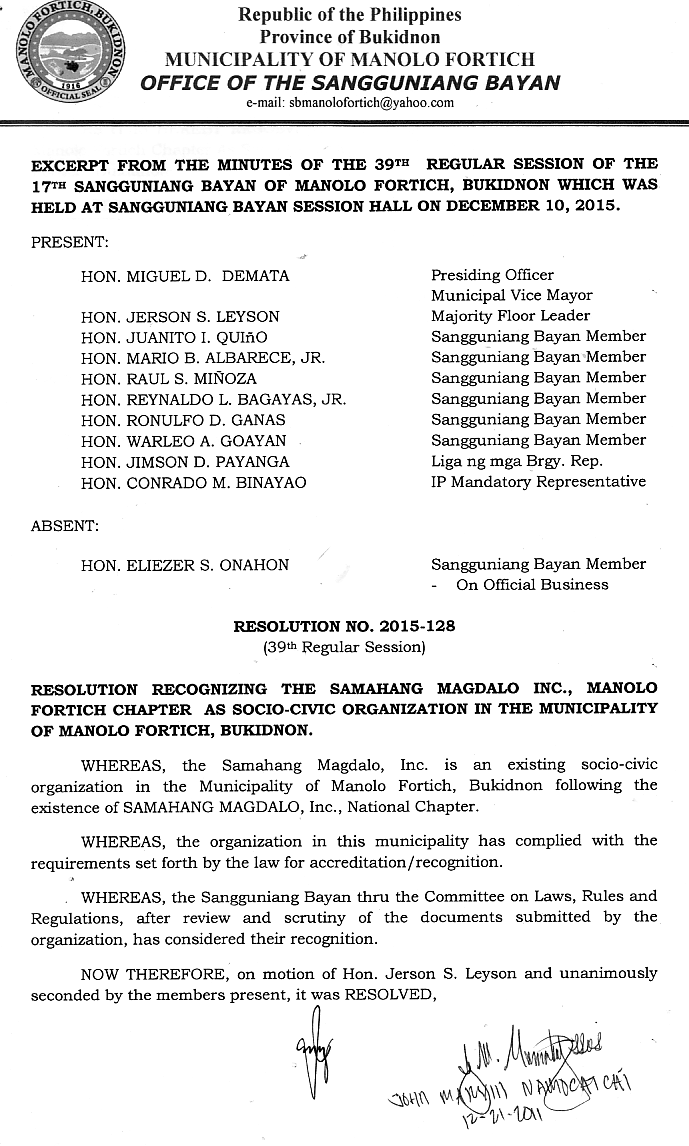 Republic of the Philippines
Province of Bukidnon
MUNICIPALITY OF MANOLO FORTICH
OFFICE OF THE SANGGUNIANG BAYAN
e-mail: sbmanolofortich@yahoo.com
MANOLO FORTICH, BUKIDNON
1916
OFFICIAL SEAL
EXCERPT FROM THE MINUTES OF THE 39TH REGULAR SESSION OF THE
17TH SANGGUNIANG BAYAN OF MANOLO FORTICH, BUKIDNON WHICH WAS
HELD AT SANGGUNIANG BAYAN SESSION HALL ON DECEMBER 10, 2015.
PRESENT:
HON. MIGUEL D. DEMATA Presiding Officer
Municipal Vice Mayor
HON. JERSON S. LEYSON Majority Floor Leader
HON. JUANITO I. QUIñO Sangguniang Bayan Member
HON. MARIO B. ALBARECE, JR. Sangguniang Bayan Member
HON. RAUL S. MIÑOZA Sangguniang Bayan Member
HON. REYNALDO L. BAGAYAS, JR. Sangguniang Bayan Member
HON. RONULFO D. GANAS Sangguniang Bayan Member
HON. WARLEO A. GOAYAN Sangguniang Bayan Member
HON. JIMSON D. PAYANGA Liga ng mga Brgy. Rep.
HON. CONRADO M. BINAYAO IP Mandatory Representative
ABSENT:
HON. ELIEZER S. ONAHON Sangguniang Bayan Member
- On Official Business
RESOLUTION NO. 2015-128
(39th Regular Session)
RESOLUTION RECOGNIZING THE SAMAHANG MAGDALO INC., MANOLO
FORTICH CHAPTER AS SOCIO-CIVIC ORGANIZATION IN THE MUNICIPALITY
OF MANOLO FORTICH, BUKIDNON.
WHEREAS, the Samahang Magdalo, Inc. is an existing socio-civic
organization in the Municipality of Manolo Fortich, Bukidnon following the
existence of SAMAHANG MAGDALO, Inc., National Chapter.
WHEREAS, the organization in this municipality has complied with the
requirements set forth by the law for accreditation/recognition.
WHEREAS, the Sangguniang Bayan thru the Committee on Laws, Rules and
Regulations, after review and scrutiny of the documents submitted by the
organization, has considered their recognition.
NOW THEREFORE, on motion of Hon. Jerson S. Leyson and unanimously
seconded by the members present, it was RESOLVED,
JOHN
12-21-2011